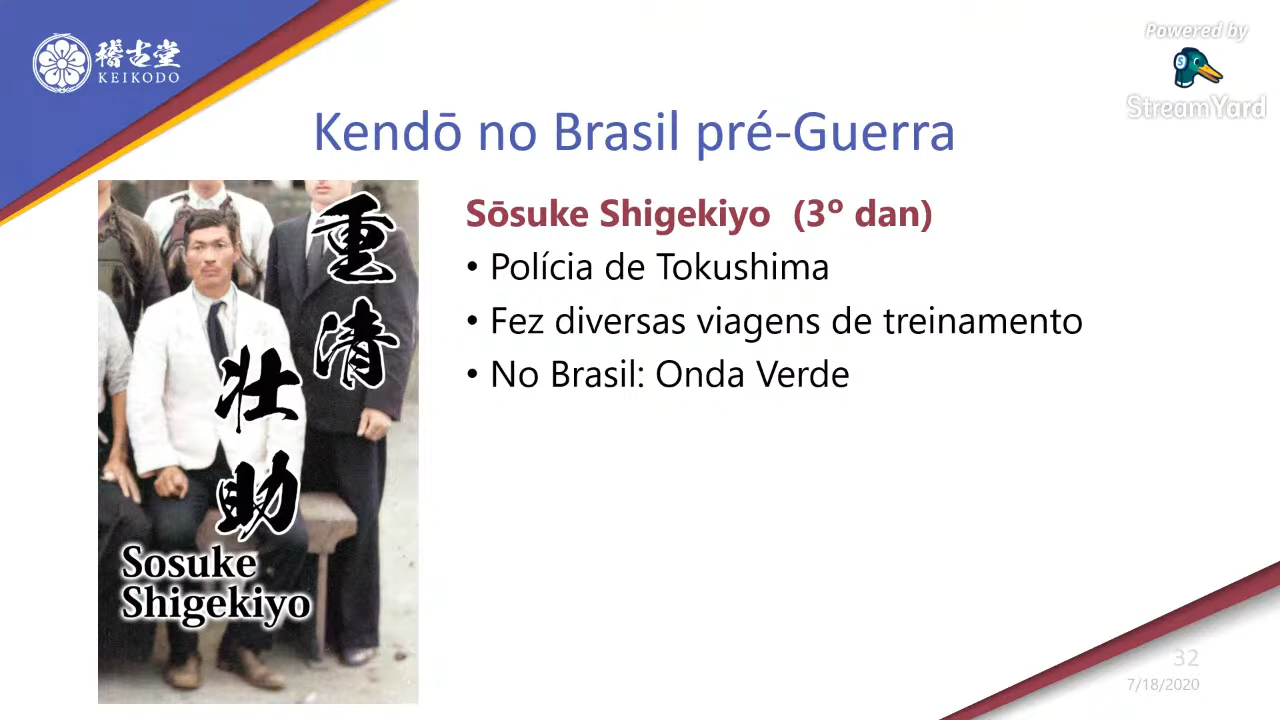 稽古堂
KEIKODO
Powered by
StreamYard
Kendō no Brasil pré-Guerra
重清
壮助
Sosuke
Shigekiyo
Sōsuke Shigekiyo (3º dan)
• Polícia de Tokushima
• Fez diversas viagens de treinamento
• No Brasil: Onda Verde
32
7/18/2020